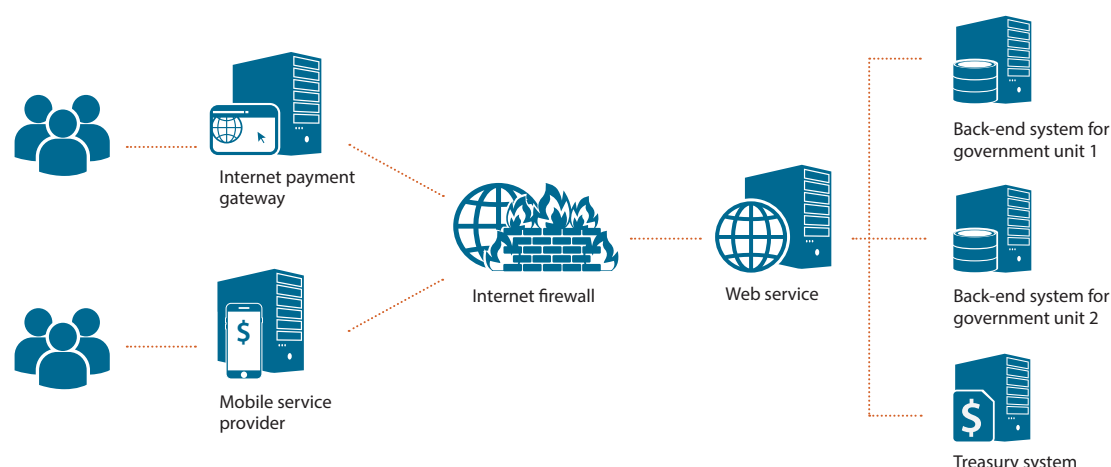 Internet payment
gateway
Mobile service
provider
$
Internet firewall
Web service
Back-end system for
government unit 1
Back-end system for
government unit 2
$
Treasury system